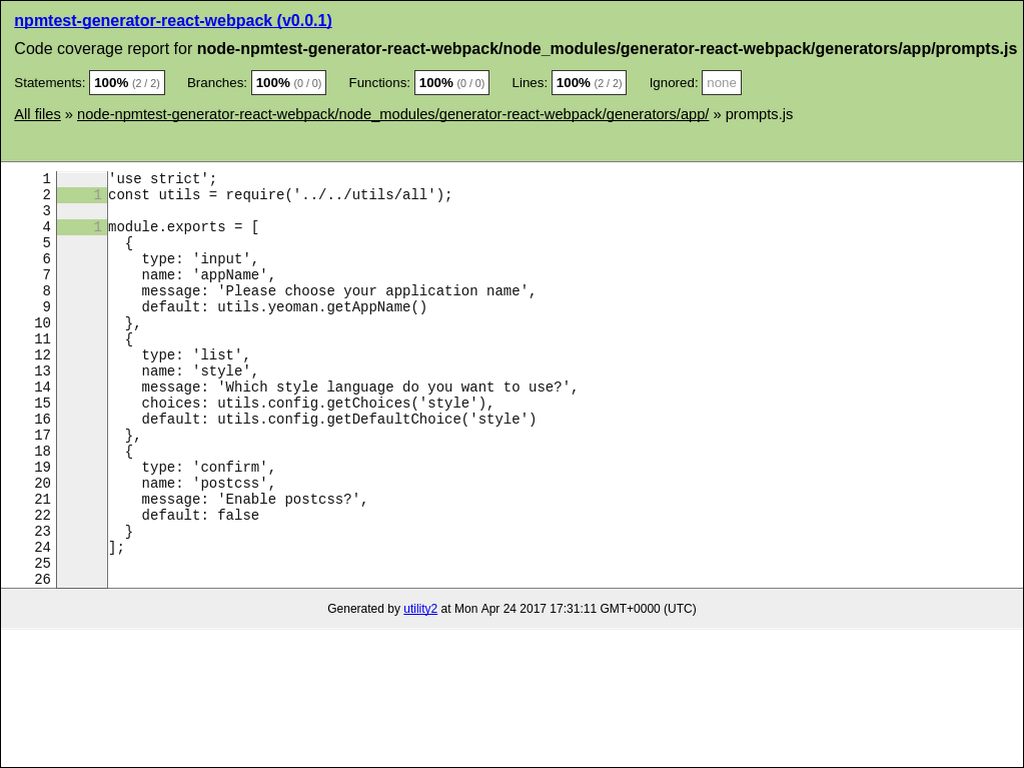 npmtest-generator-react-webpack (v0.0.1)
Code coverage report for node-npmtest-generator-react-webpack/node_modules/generator-react-webpack/generators/app/prompts.js
Statements: 100% (2 / 2) Branches: 100% (0 / 0) Functions: 100% (0 / 0) Lines: 100% (2 / 2) Ignored: none
All files » node-npmtest-generator-react-webpack/node_modules/generator-react-webpack/generators/app/ » prompts.js
1 'use strict';
2 1 const utils = require('../../utils/all');
3
4 1 module.exports = [
5 {
6 type: 'input',
7 name: 'appName',
8 message: 'Please choose your application name',
9 default: utils.yeoman.getAppName()
10 },
11 {
12 type: 'list',
13 name: 'style',
14 message: 'Which style language do you want to use?',
15 choices: utils.config.getChoices('style'),
16 default: utils.config.getDefaultChoice('style')
17 },
18 {
19 type: 'confirm',
20 name: 'postcss',
21 message: 'Enable postcss?',
22 default: false
23 }
24 ];
25
26
Generated by utility2 at Mon Apr 24 2017 17:31:11 GMT+0000 (UTC)